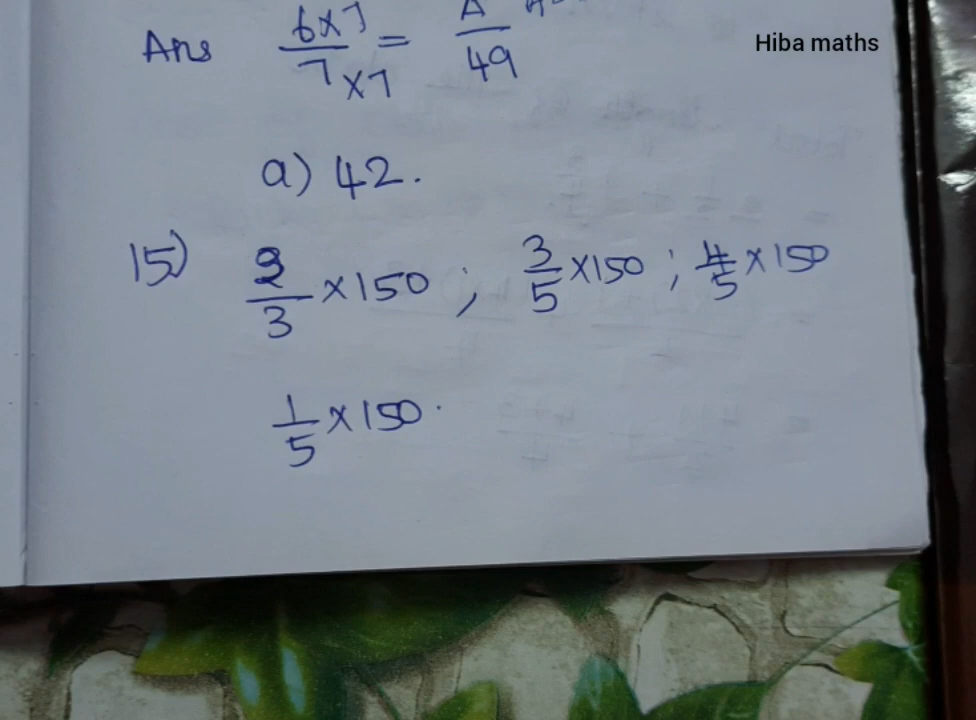 Hiba maths
Ans 6×7/7×7 = A/49
a) 42.
15) 2/3 ×150 ; 3/5 ×150 ; 4/5 ×150
1/5 ×150.